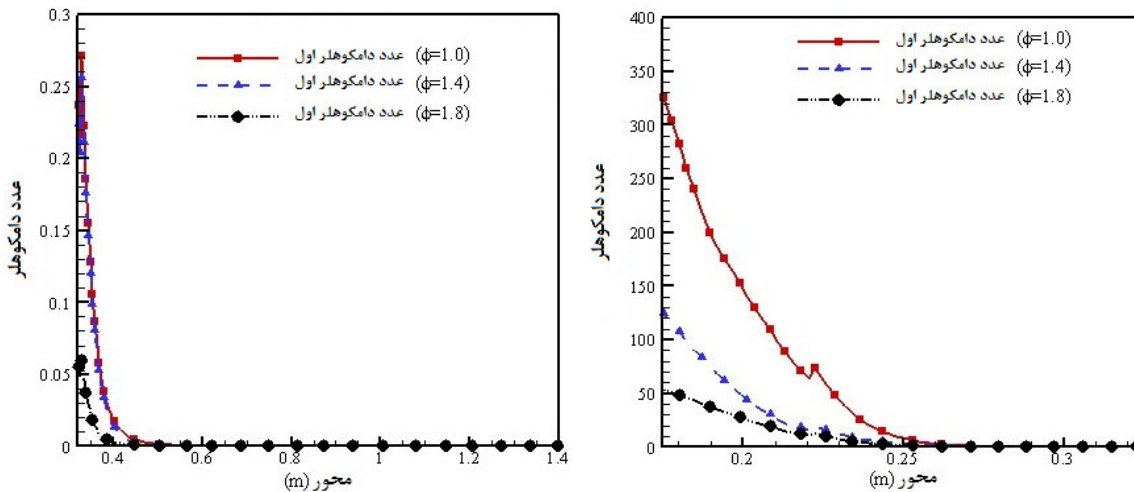 0.3
0.25
0.2
0.15
0.1
0.05
0
0.4
0.6
0.8
1
1.2
1.4
عدد دامکوهلر
محور (m)
عدد دامکوهلر اول (ϕ=1.0)
عدد دامکوهلر اول (ϕ=1.4)
عدد دامکوهلر اول (ϕ=1.8)
400
350
300
250
200
150
100
50
0
0.2
0.25
0.3
عدد دامکوهلر
محور (m)
عدد دامکوهلر اول (ϕ=1.0)
عدد دامکوهلر اول (ϕ=1.4)
عدد دامکوهلر اول (ϕ=1.8)